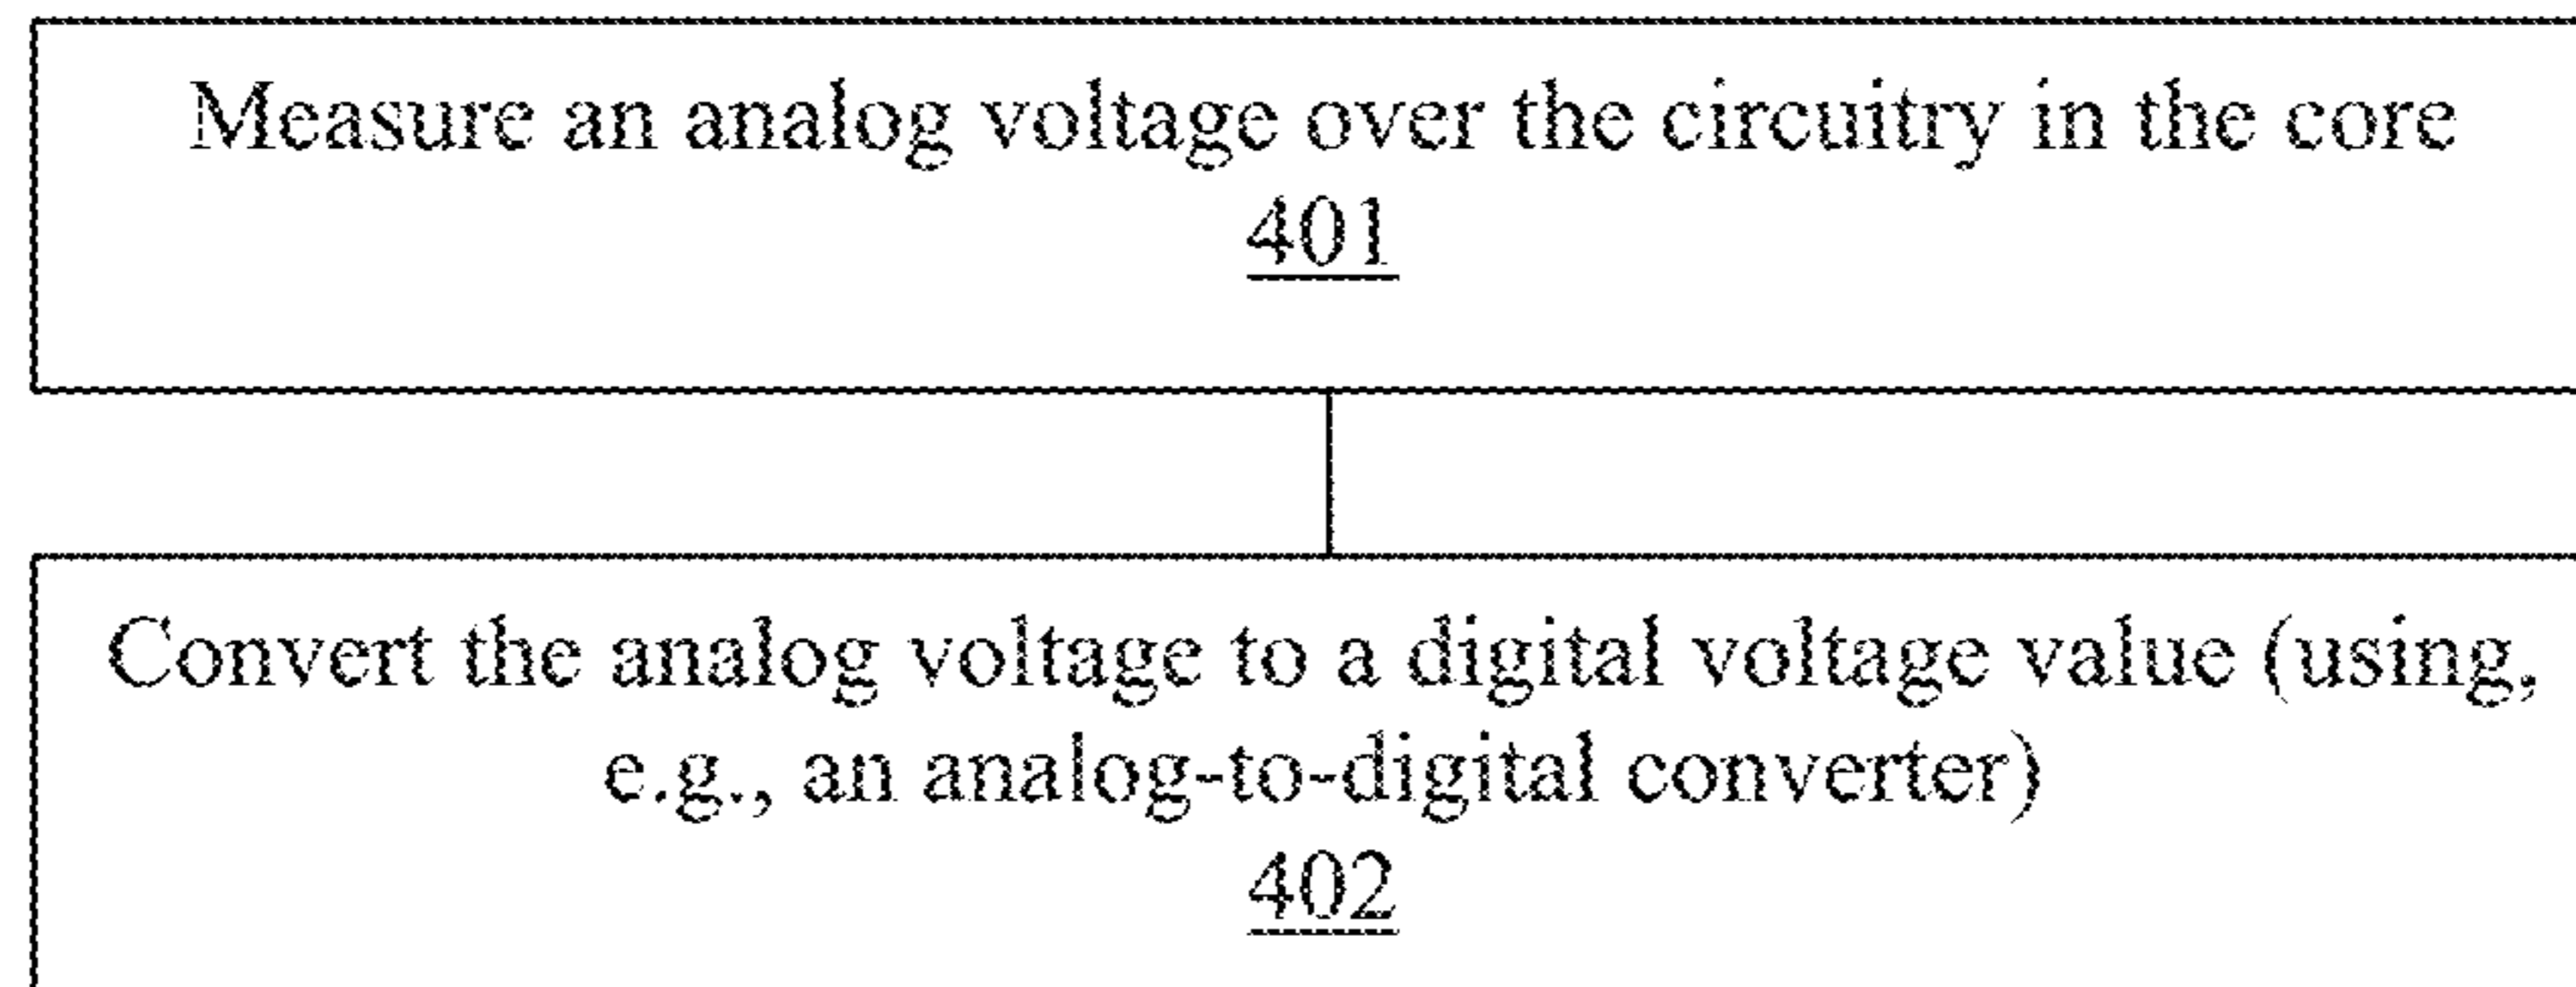 Measure an analog voltage over the circuitry in the core
401
Convert the analog voltage to a digital voltage value (using,
e.g., an analog-to-digital converter)
402